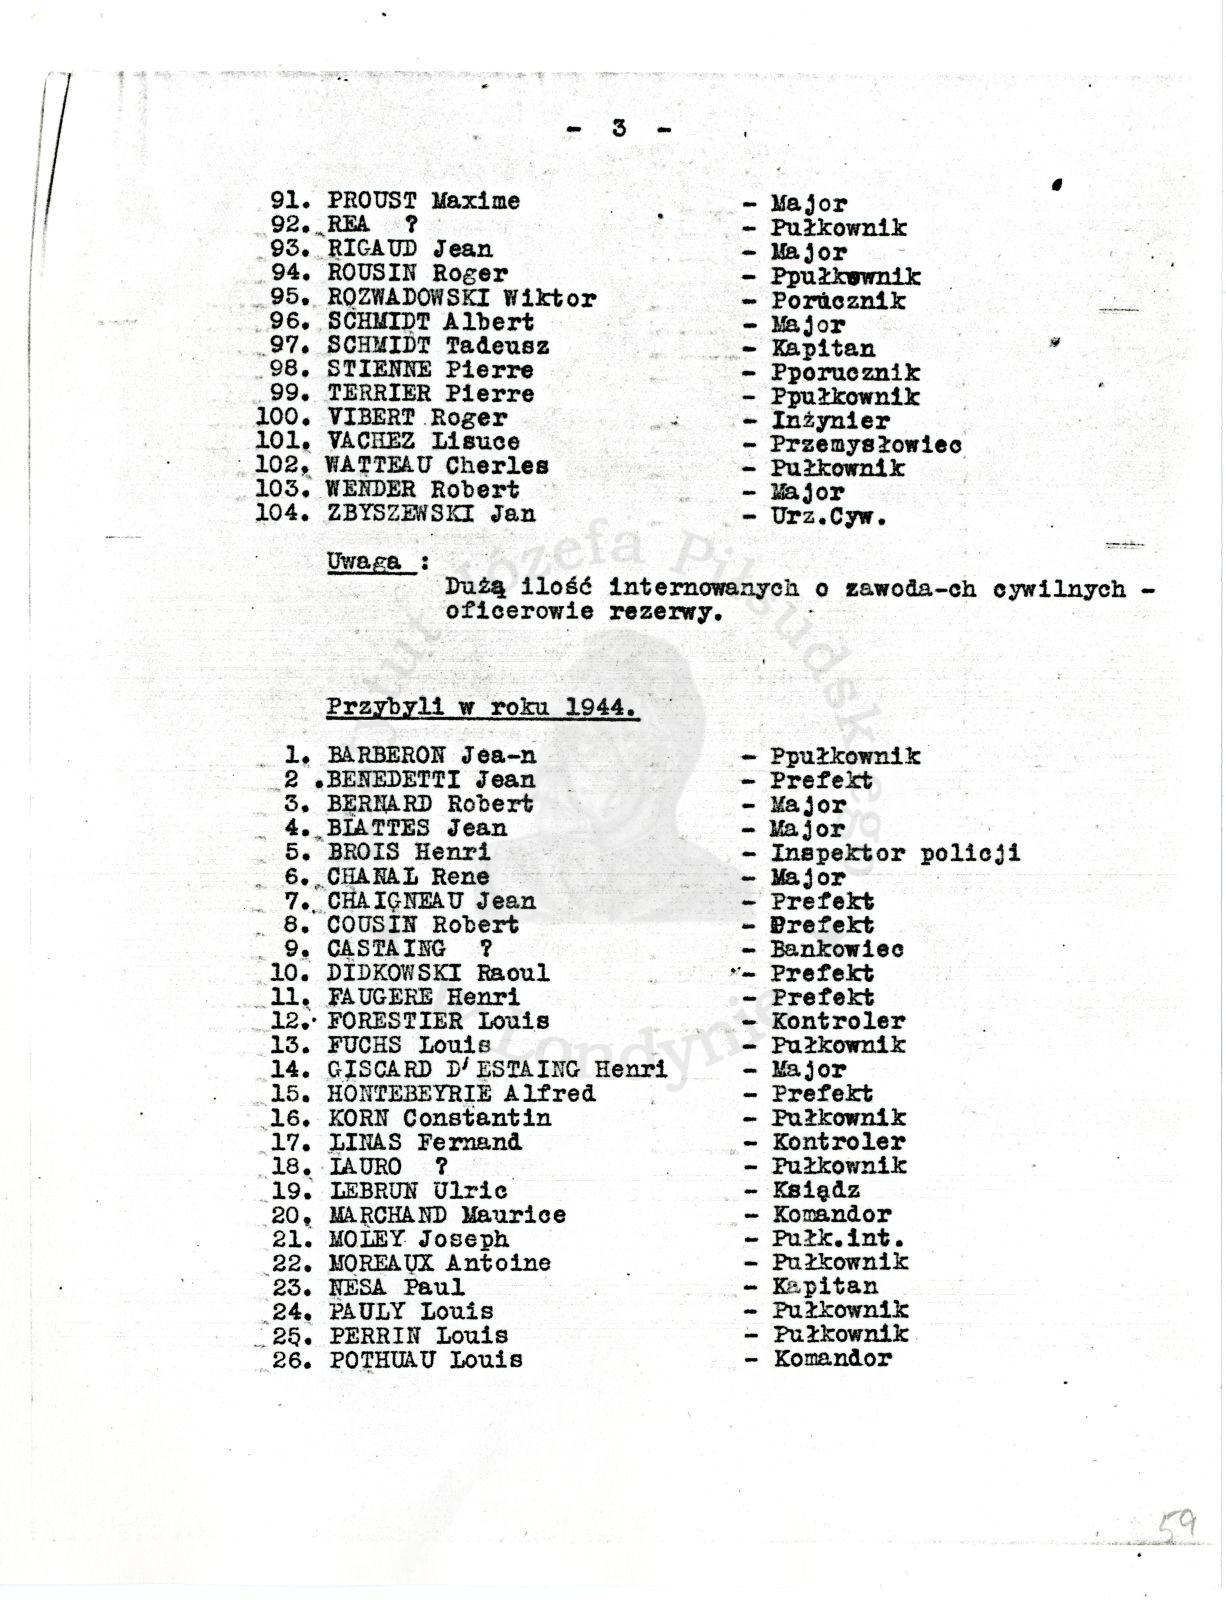 - 3 -
91. PROUST Maxime - Major
92. REA ? - Pułkownik
93. RIGAUD Jean - Major
94. ROUSIN Roger - Ppułkownik
95. ROZWADOWSKI Wiktor - Porucznik
96. SCHMIDT Albert - Major
97. SCHMIDT Tadeusz - Kapitan
98. STIENNE Pierre - Pporucznik
99. TERRIER Pierre - Ppułkownik
100. VIBERT Roger - Inżynier
101. VACHEZ Lisuce - Przemysłowiec
102. WATTEAU Cherles - Pułkownik
103. WENDER Robert - Major
104. ZBYSZEWSKI Jan - Urz.Cyw.
Uwaga :
Dużą ilość internowanych o zawoda-ch cywilnych -
oficerowie rezerwy.
Przybyli w roku 1944.
1. BARBERON Jea-n - Ppułkownik
2 .BENEDETTI Jean - Prefekt
3. BERNARD Robert - Major
4. BIATTES Jean - Major
5. BROIS Henri - Inspektor policji
6. CHANAL Rene - Major
7. CHAIGNEAU Jean - Prefekt
8. COUSIN Robert - Prefekt
9. CASTAING ? - Bankowiec
10. DIDKOWSKI Raoul - Prefekt
11. FAUGERE Henri - Prefekt
12. FORESTIER Louis - Kontroler
13. FUCHS Louis - Pułkownik
14. GISCARD D'ESTAING Henri - Major
15. HONTEBEYRIE Alfred - Prefekt
16. KORN Constantin - Pułkownik
17. LINAS Fernand - Kontroler
18. LAURO ? - Pułkownik
19. LEBRUN Ulric - Ksiądz
20. MARCHAND Maurice - Komandor
21. MOLEY Joseph - Pułk.int.
22. MOREAUX Antoine - Pułkownik
23. NESA Paul - Kapitan
24. PAULY Louis - Pułkownik
25. PERRIN Louis - Pułkownik
26. POTHUAU Louis - Komandor
59